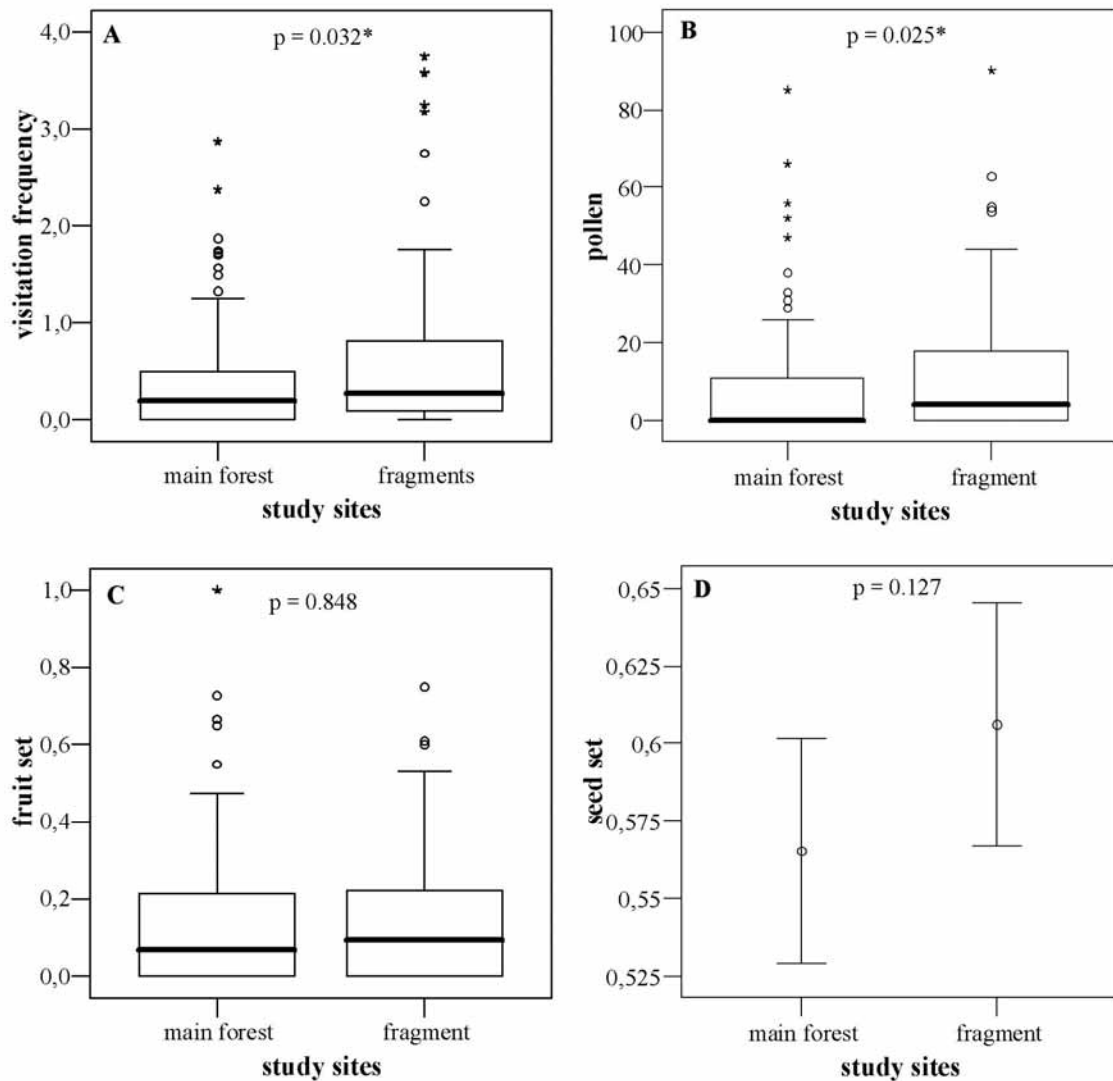 A
p = 0.032*
visitation frequency
4,0
3,0
2,0
1,0
0,0
main forest
fragments
study sites
B
p = 0.025*
pollen
100
80
60
40
20
0
main forest
fragment
study sites
C
p = 0.848
fruit set
1,0
0,8
0,6
0,4
0,2
0,0
main forest
fragment
study sites
D
p = 0.127
seed set
0,65
0,625
0,6
0,575
0,55
0,525
main forest
fragment
study sites